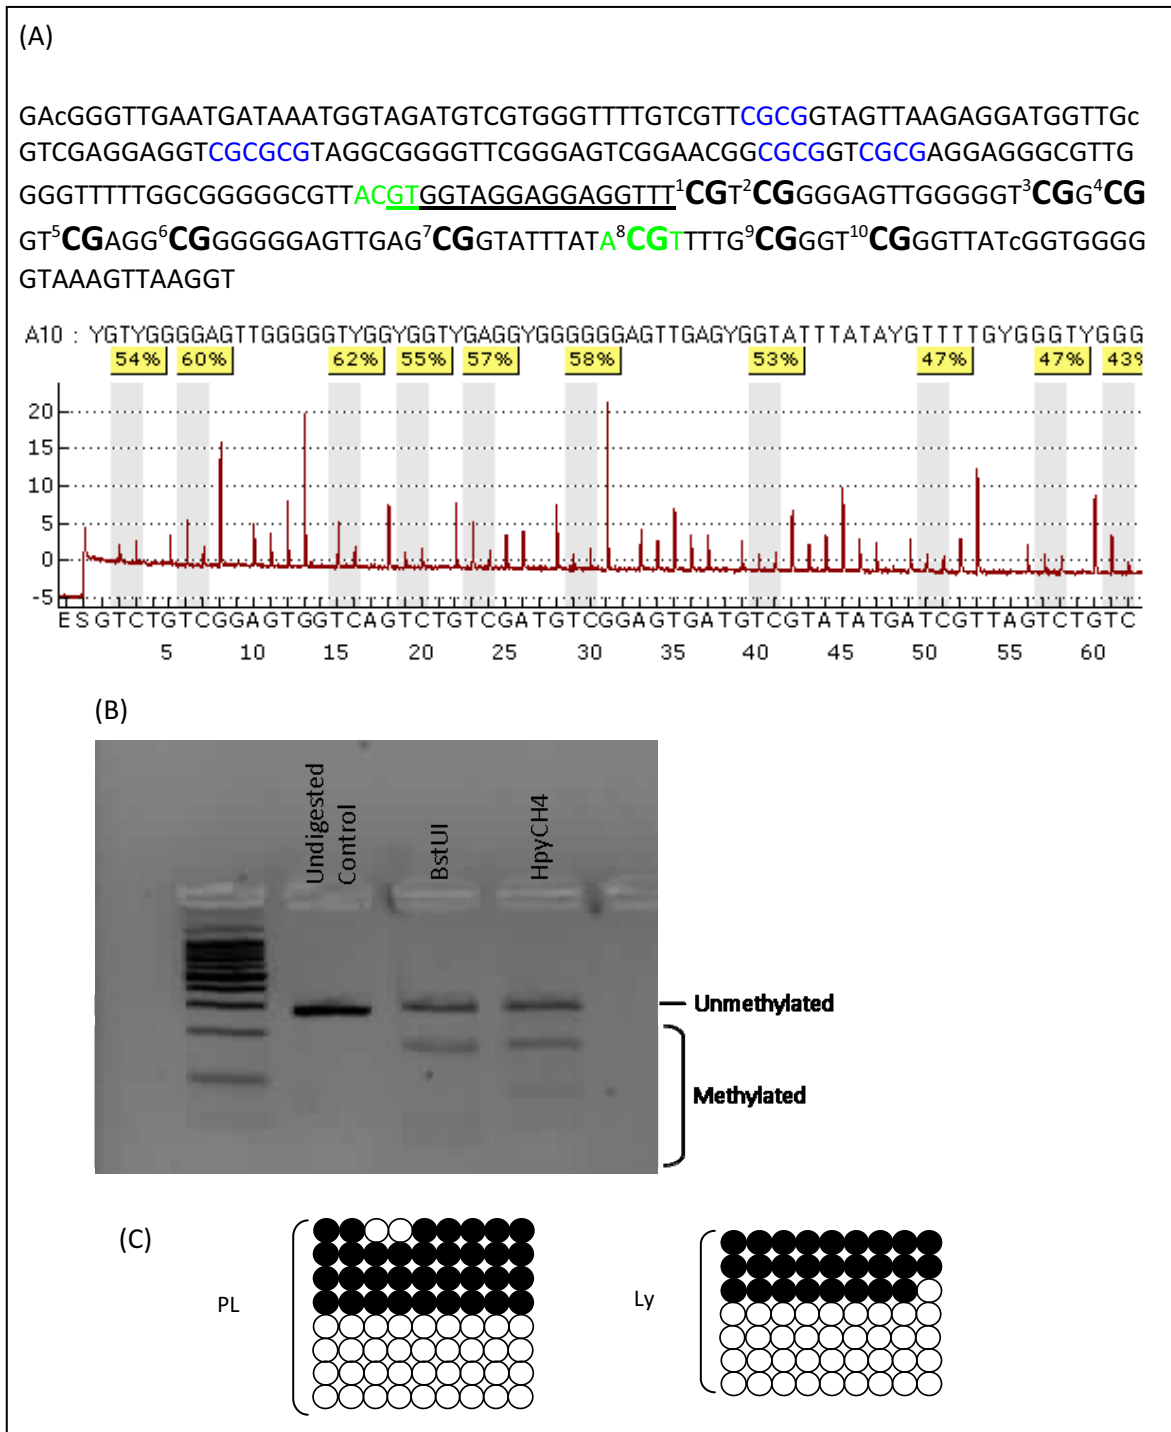 (A)
GAcGGGTTGAATGATAAATGGTAGATGTCGTGGGTTTTGTCGTTCGCGGTAGTTAAGAGGATGGTTGc
GTCGAGGAGGTCGCGCGTAGGCGGGGTTCGGGAGTCGGAACGGCGCGGTCGCGAGGAGGGCGTTG
GGGTTTTTGGCGGGGGCGTTACGTGGTAGGAGGAGGTTT¹CGT²CGGGGAGTTGGGGGT³CGG⁴CG
GT⁵CGAGG⁶CGGGGGGAGTTGAG⁷CGGTATTTATA⁸CGTTTTG⁹CGGGT¹⁰CGGGTTATcGGTGGGG
GTAAAGTTAAGGT
A10 : YGTYGGGGAGTTGGGGGTYGGYGGTYGAGGYGGGGGGAGTTGAGYGGTATTTATAYGTTTTGYGGGTYGGG
54% 60% 62% 55% 57% 58% 53% 47% 47% 43%
20
15
10
5
0
-5
E S G T C T G T C G G A G T G G T C A G T C T G T C G A T G T C G G A G T G A T G T C G T A T A T G A T C G T T A G T C T G T C
5 10 15 20 25 30 35 40 45 50 55 60
(B)
Undigested
Control
BstUI
HpyCH4
Unmethylated
Methylated
(C)
PL
Ly